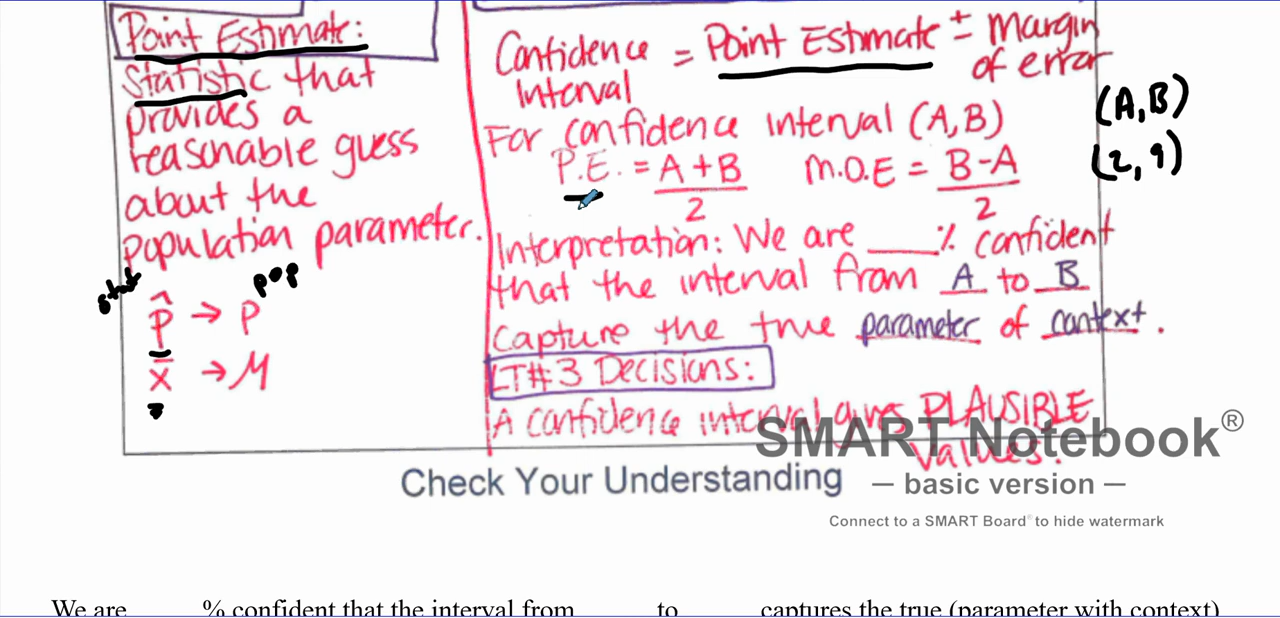 Point Estimate:
Statistic that
provides a
reasonable guess
about the
population parameter.
stat
pop
p̂ → P
x̄ → M
Confidence Interval = Point Estimate ± Margin of error
For confidence interval (A,B)
P.E. = A + B / 2 M.O.E = B - A / 2
(A,B)
(2,9)
Interpretation: We are ____% confident
that the interval from A to B
Capture the true parameter of context.
LT#3 Decisions:
A confidence interval gives PLAUSIBLE
values.
SMART Notebook®
— basic version —
Connect to a SMART Board® to hide watermark
Check Your Understanding
We are ______% confident that the interval from ______ to ______ captures the true (parameter with context)